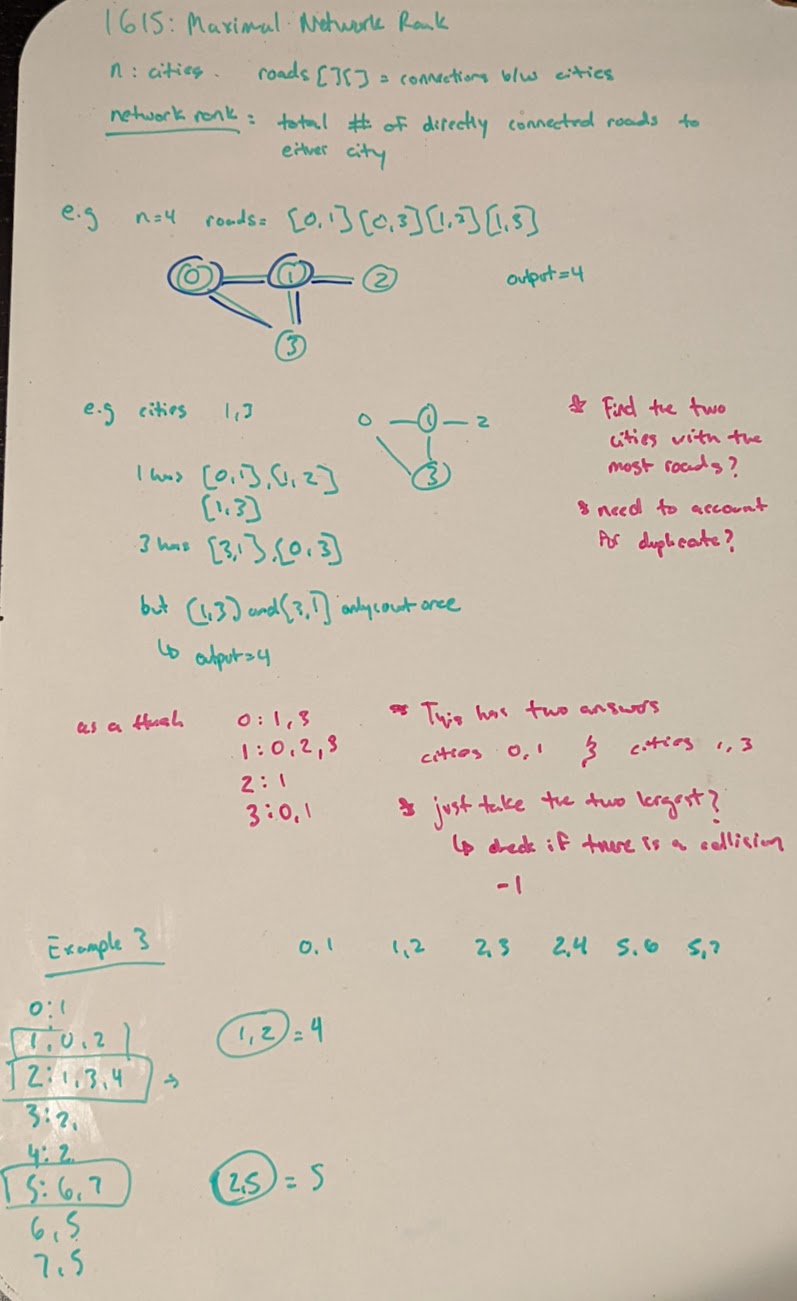 1615: Maximal Network Rank
n: cities. roads[][] = connections b/w cities
network rank: total # of directly connected roads to
either city
e.g n=4 roads= [0,1][0,3][1,2][1,3]
0 1 2
3
output=4
e.g cities 1,3
0 1 2
3
1 has [0,1],[1,2]
[1,3]
3 has [3,1],[0,3]
but [1,3] and [3,1] only count once
↳ output=4
* Find the two
cities with the
most roads?
* need to account
for duplicate?
as a Hash
0: 1,3
1: 0,2,3
2: 1
3: 0,1
* This has two answers
cities 0,1 & cities 1,3
* just take the two largest?
↳ check if there is a collision
-1
Example 3 0,1 1,2 2,3 2,4 5,6 5,7
0: 1
1: 0,2
2: 1,3,4 →
3: 2,
4: 2
5: 6,7
6,5
7,5
1,2 = 4
2,5 = 5